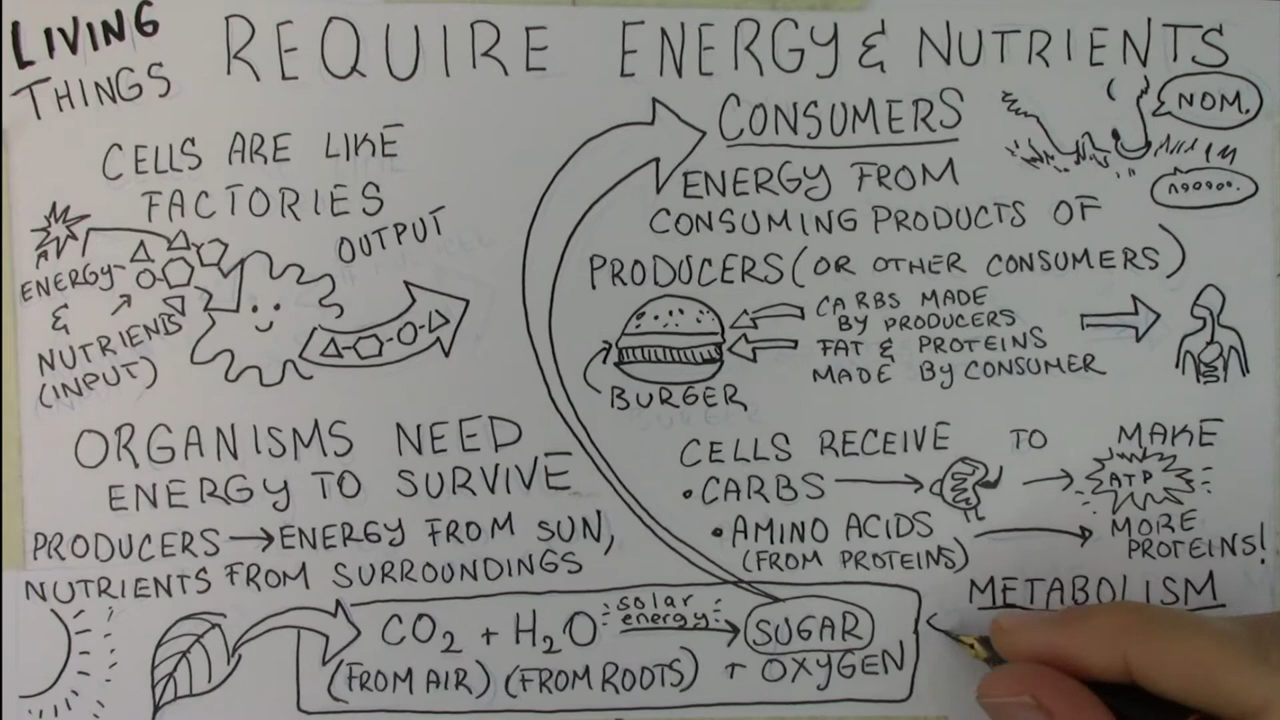 LIVING
THINGS
REQUIRE ENERGY & NUTRIENTS
CELLS ARE LIKE
FACTORIES
ENERGY
&
NUTRIENTS
(INPUT)
OUTPUT
ORGANISMS NEED
ENERGY TO SURVIVE
PRODUCERS → ENERGY FROM SUN,
NUTRIENTS FROM SURROUNDINGS
CO2 + H2O solar energy → SUGAR
(FROM AIR) (FROM ROOTS) + OXYGEN
CONSUMERS
NOM.
nooooo.
ENERGY FROM
CONSUMING PRODUCTS OF
PRODUCERS (OR OTHER CONSUMERS)
CARBS MADE
BY PRODUCERS
FAT & PROTEINS
MADE BY CONSUMER
BURGER
CELLS RECEIVE TO MAKE
• CARBS → → ATP
• AMINO ACIDS → MORE
(FROM PROTEINS) PROTEINS!
METABOLISM